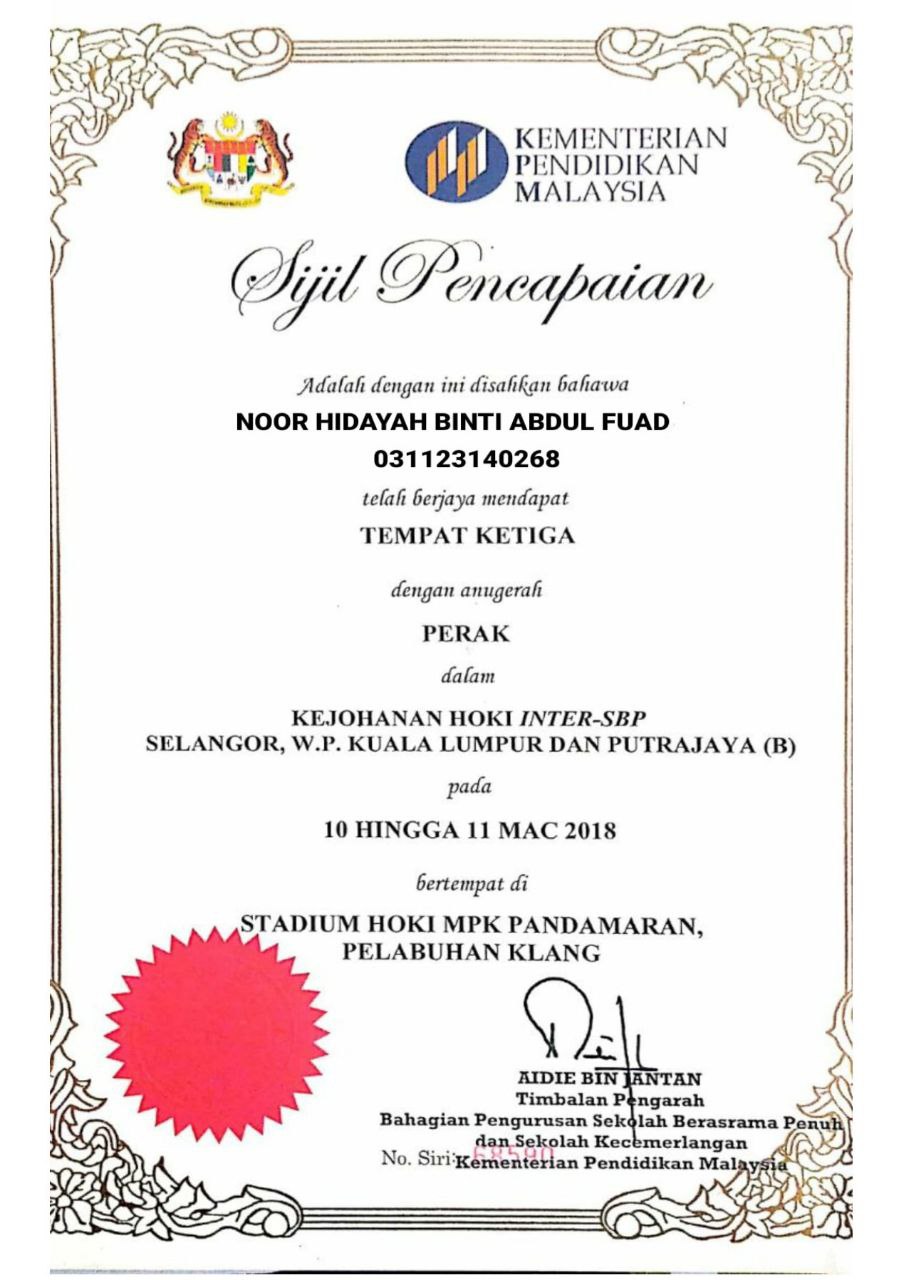 KEMENTERIAN
PENDIDIKAN
MALAYSIA
Sijil Pencapaian
Adalah dengan ini disahkan bahawa
NOOR HIDAYAH BINTI ABDUL FUAD
031123140268
telah berjaya mendapat
TEMPAT KETIGA
dengan anugerah
PERAK
dalam
KEJOHANAN HOKI INTER-SBP
SELANGOR, W.P. KUALA LUMPUR DAN PUTRAJAYA (B)
pada
10 HINGGA 11 MAC 2018
bertempat di
STADIUM HOKI MPK PANDAMARAN,
PELABUHAN KLANG
AIDIE BIN JANTAN
Timbalan Pengarah
Bahagian Pengurusan Sekolah Berasrama Penuh
dan Sekolah Kecemerlangan
No. Siri: 68590
Kementerian Pendidikan Malaysia